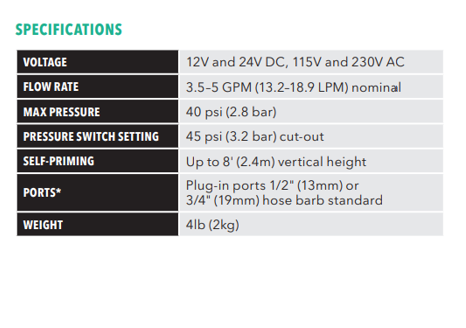 SPECIFICATIONS
VOLTAGE 12V and 24V DC, 115V and 230V AC
FLOW RATE 3.5–5 GPM (13.2–18.9 LPM) nominal
MAX PRESSURE 40 psi (2.8 bar)
PRESSURE SWITCH SETTING 45 psi (3.2 bar) cut-out
SELF-PRIMING Up to 8' (2.4m) vertical height
PORTS* Plug-in ports 1/2" (13mm) or
3/4" (19mm) hose barb standard
WEIGHT 4lb (2kg)